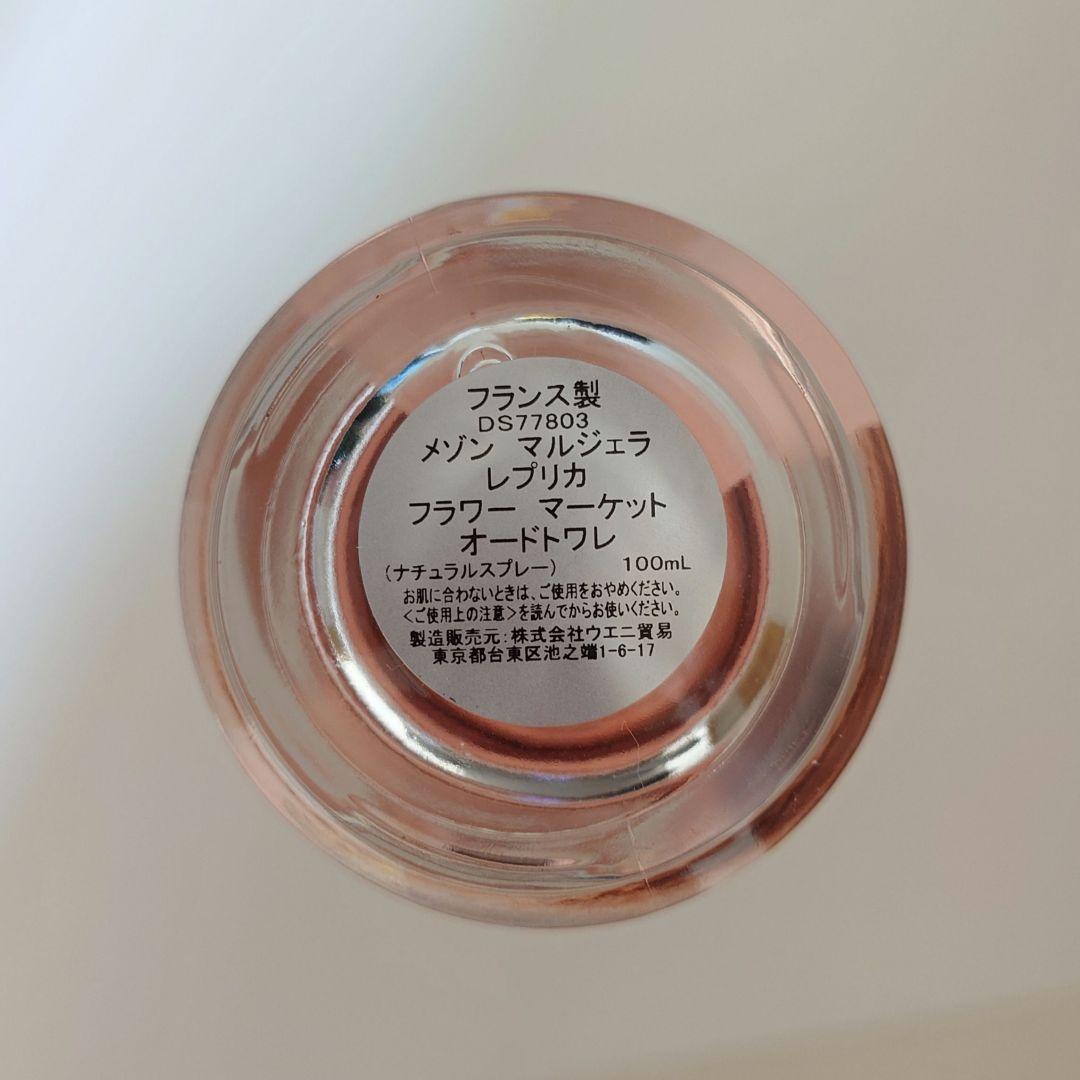 フランス製
DS77803
メゾン マルジェラ
レプリカ
フラワー マーケット
オードトワレ
(ナチュラルスプレー) 100mL
お肌に合わないときは、ご使用をおやめください。
<ご使用上の注意>を読んでからお使いください。
製造販売元:株式会社ウエニ貿易
東京都台東区池之端1-6-17